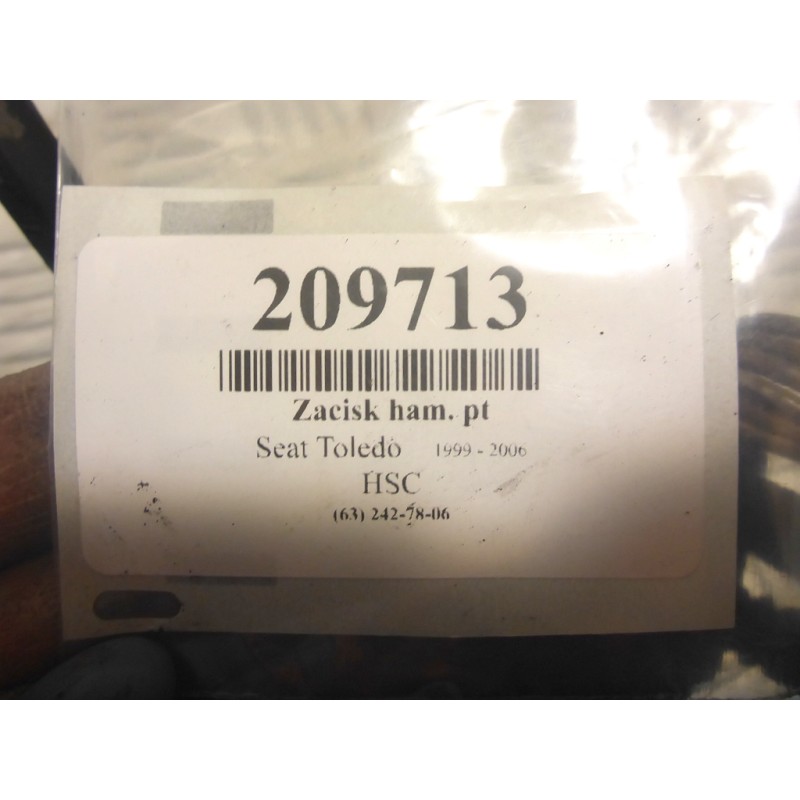 209713
Zacisk ham. pt
Seat Toledo 1999 - 2006
HSC
(63) 242-78-06